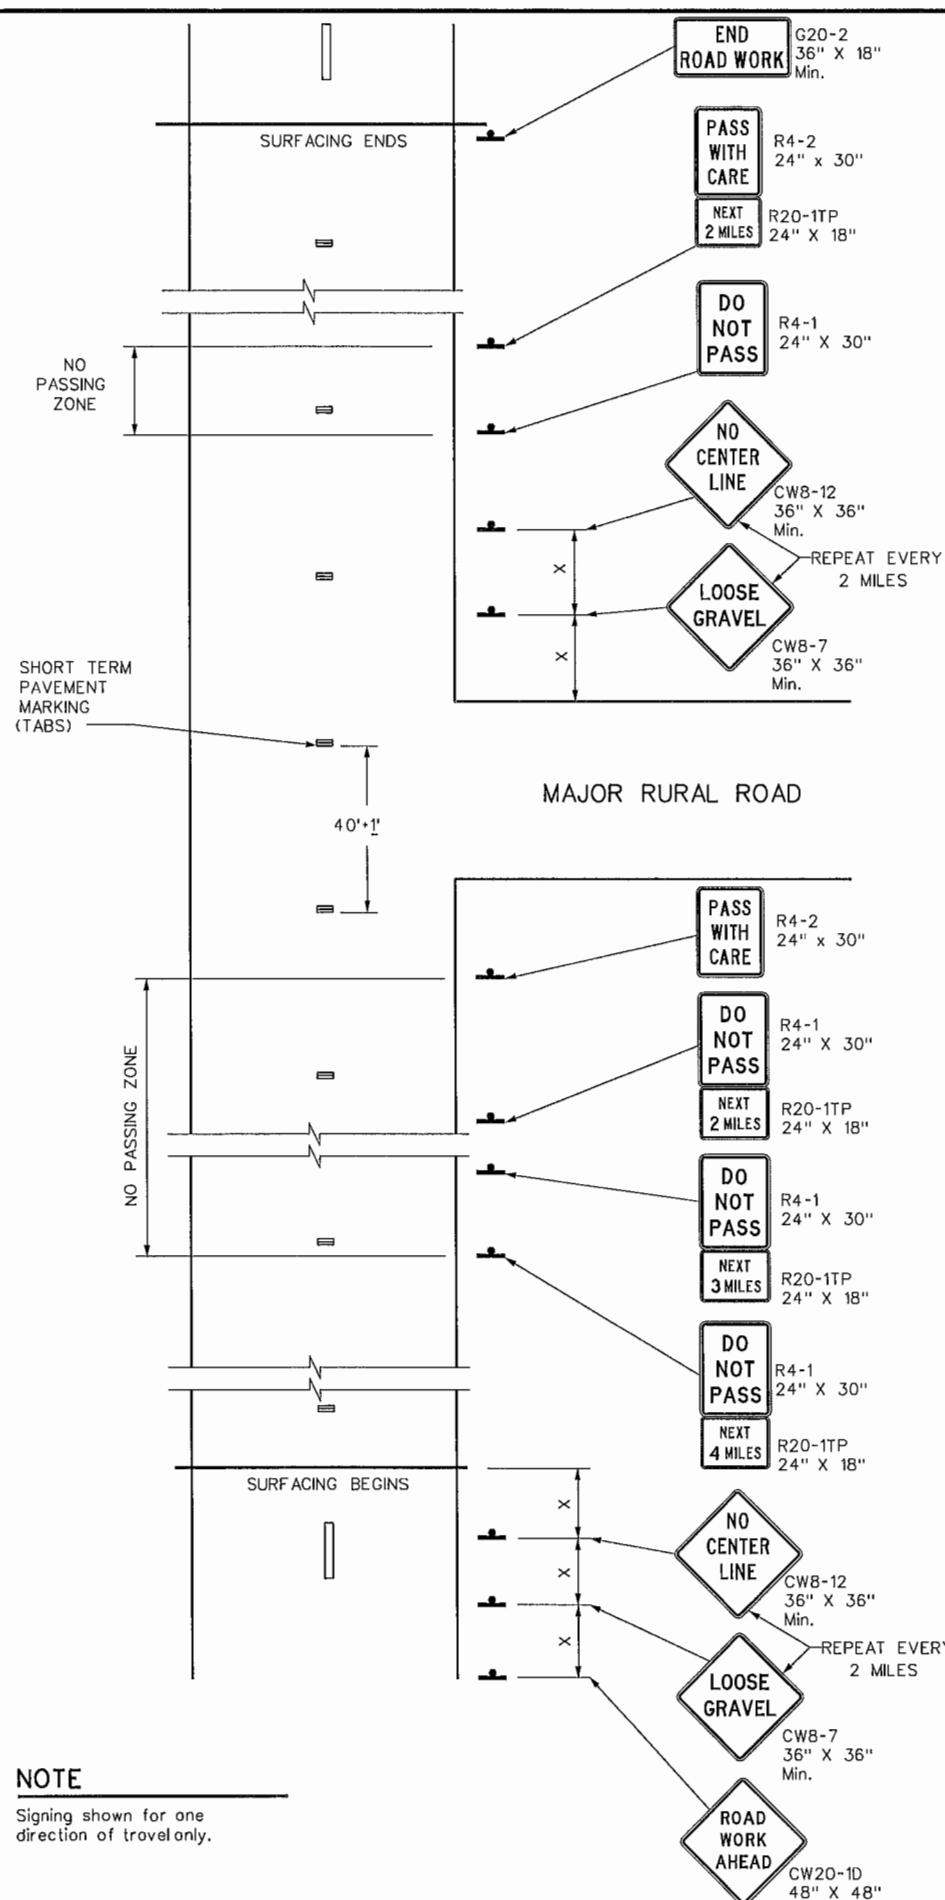 END
ROAD WORK
G20-2
36" X 18"
Min.
SURFACING ENDS
PASS
WITH
CARE
R4-2
24" x 30"
NEXT
2 MILES
R20-1TP
24" X 18"
DO
NOT
PASS
R4-1
24" X 30"
NO
PASSING
ZONE
NO
CENTER
LINE
CW8-12
36" X 36"
Min.
REPEAT EVERY
2 MILES
X
LOOSE
GRAVEL
CW8-7
36" X 36"
Min.
X
SHORT TERM
PAVEMENT
MARKING
(TABS)
MAJOR RURAL ROAD
40'+1'
PASS
WITH
CARE
R4-2
24" x 30"
DO
NOT
PASS
R4-1
24" X 30"
NEXT
2 MILES
R20-1TP
24" X 18"
NO PASSING ZONE
DO
NOT
PASS
R4-1
24" X 30"
NEXT
3 MILES
R20-1TP
24" X 18"
DO
NOT
PASS
R4-1
24" X 30"
NEXT
4 MILES
R20-1TP
24" X 18"
SURFACING BEGINS
X
NO
CENTER
LINE
CW8-12
36" X 36"
Min.
X
REPEAT EVERY
2 MILES
X
LOOSE
GRAVEL
CW8-7
36" X 36"
Min.
NOTE
Signing shown for one
direction of travel only.
ROAD
WORK
AHEAD
CW20-1D
48" X 48"